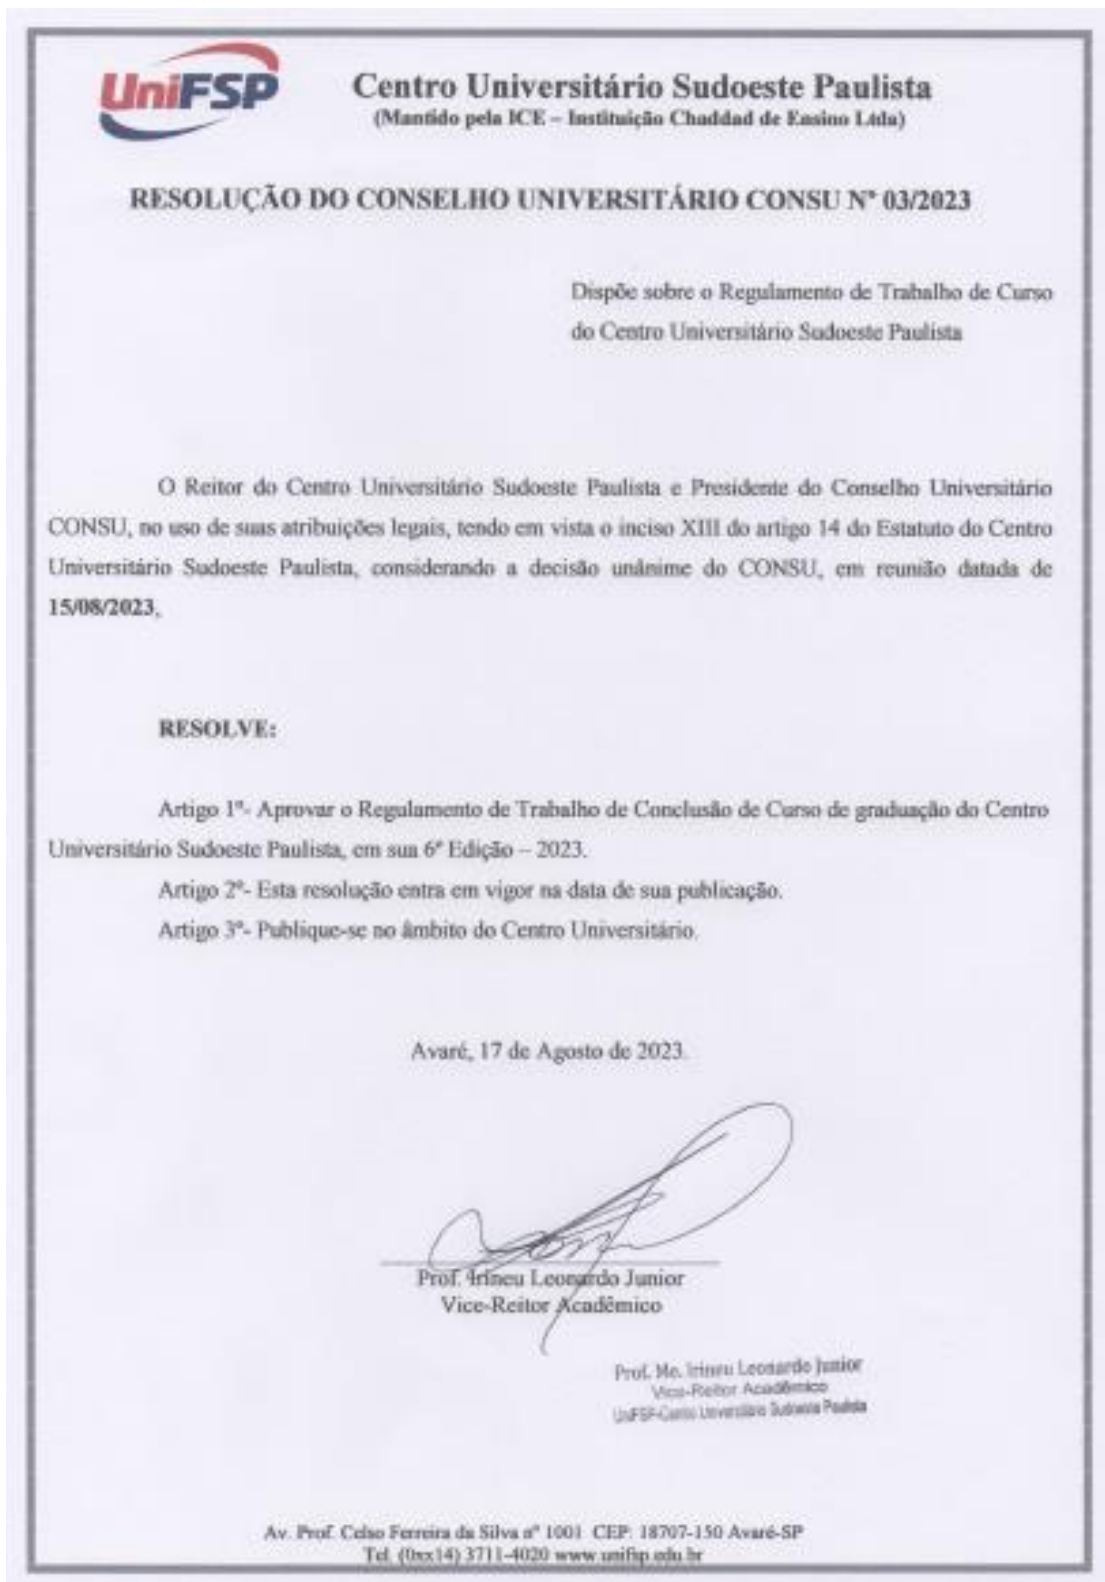 UniFSP
Centro Universitário Sudoeste Paulista
(Mantido pela ICE – Instituição Chaddad de Ensino Ltda)
RESOLUÇÃO DO CONSELHO UNIVERSITÁRIO CONSU Nº 03/2023
Dispõe sobre o Regulamento de Trabalho de Curso
do Centro Universitário Sudoeste Paulista
O Reitor do Centro Universitário Sudoeste Paulista e Presidente do Conselho Universitário
CONSU, no uso de suas atribuições legais, tendo em vista o inciso XIII do artigo 14 do Estatuto do Centro
Universitário Sudoeste Paulista, considerando a decisão unânime do CONSU, em reunião datada de
15/08/2023,
RESOLVE:
Artigo 1º- Aprovar o Regulamento de Trabalho de Conclusão de Curso de graduação do Centro
Universitário Sudoeste Paulista, em sua 6ª Edição – 2023.
Artigo 2º- Esta resolução entra em vigor na data de sua publicação.
Artigo 3º- Publique-se no âmbito do Centro Universitário.
Avaré, 17 de Agosto de 2023.
Prof. Irineu Leonardo Junior
Vice-Reitor Acadêmico
Prof. Me. Irineu Leonardo Junior
Vice-Reitor Acadêmico
UniFSP-Centro Universitário Sudoeste Paulista
Av. Prof. Celso Ferreira da Silva nº 1001 CEP: 18707-150 Avaré-SP
Tel. (0xx14) 3711-4020 www.unifsp.edu.br